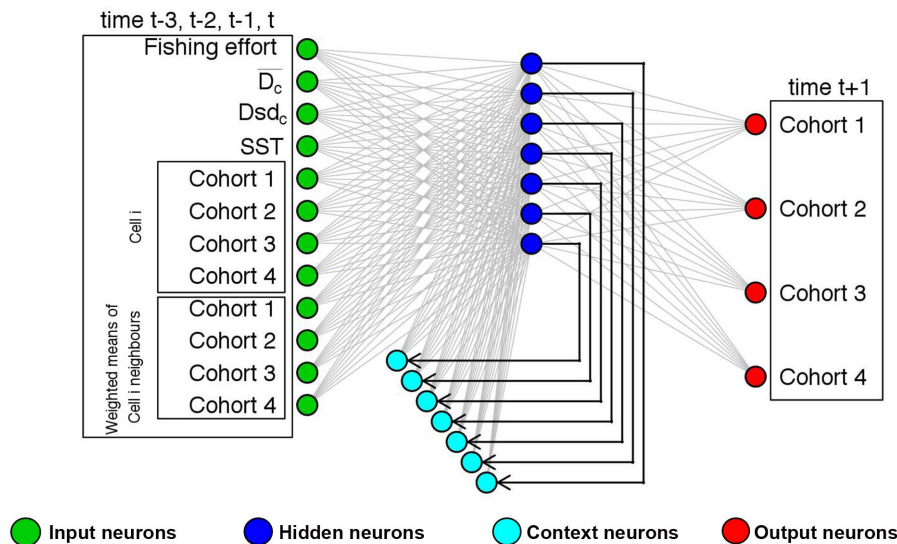 time t-3, t-2, t-1, t
Fishing effort
D̅c
Dsdc
SST
Cell i
Cohort 1
Cohort 2
Cohort 3
Cohort 4
Weighted means of
Cell i neighbours
Cohort 1
Cohort 2
Cohort 3
Cohort 4
time t+1
Cohort 1
Cohort 2
Cohort 3
Cohort 4
Input neurons
Hidden neurons
Context neurons
Output neurons